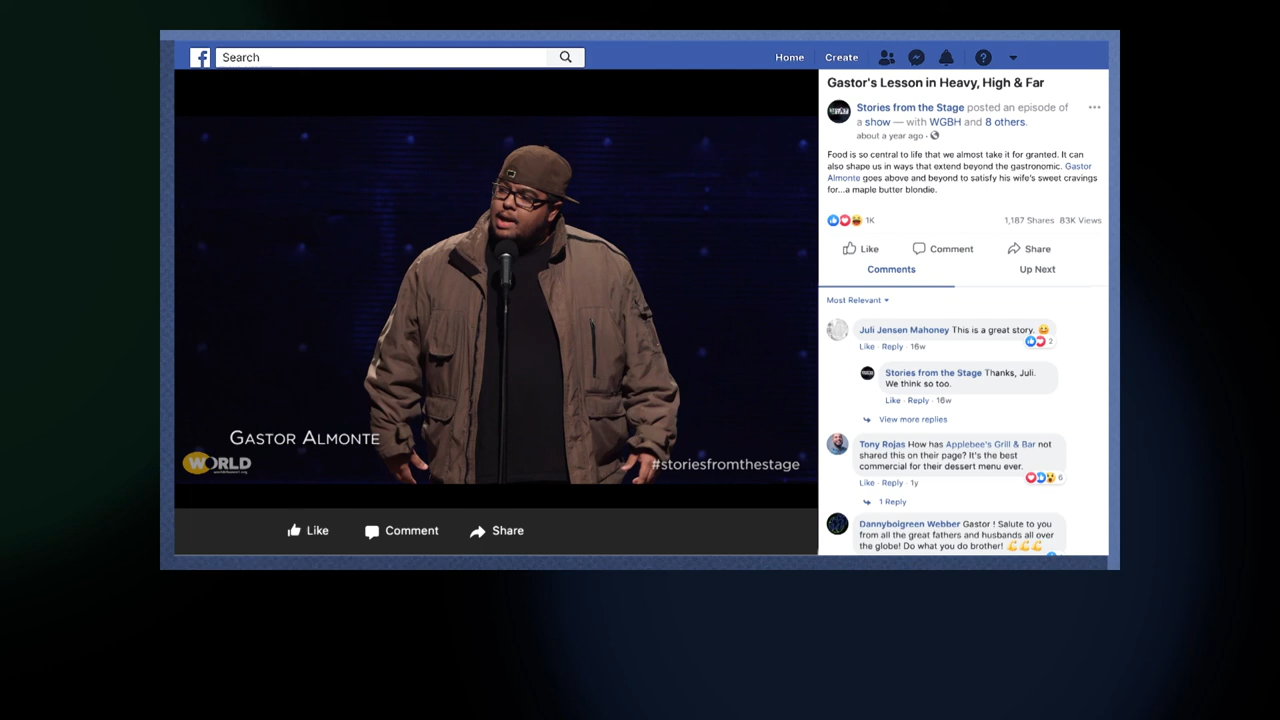 f
Search
Home
Create
Gastor's Lesson in Heavy, High & Far
Stories from the Stage posted an episode of
a show — with WGBH and 8 others.
about a year ago ·
Food is so central to life that we almost take it for granted. It can
also shape us in ways that extend beyond the gastronomic. Gastor
Almonte goes above and beyond to satisfy his wife's sweet cravings
for...a maple butter blondie.
1K
1,187 Shares 83K Views
Like Comment Share
Comments Up Next
Most Relevant
Juli Jensen Mahoney This is a great story. 😊
2
Like · Reply · 16w
Stories from the Stage Thanks, Juli.
We think so too.
Like · Reply · 16w
View more replies
Tony Rojas How has Applebee's Grill & Bar not
shared this on their page? It's the best
commercial for their dessert menu ever.
6
Like · Reply · 1y
1 Reply
Dannyboigreen Webber Gastor ! Salute to you
from all the great fathers and husbands all over
the globe! Do what you do brother! 💪💪💪
GASTOR ALMONTE
WORLD
#storiesfromthestage
Like Comment Share